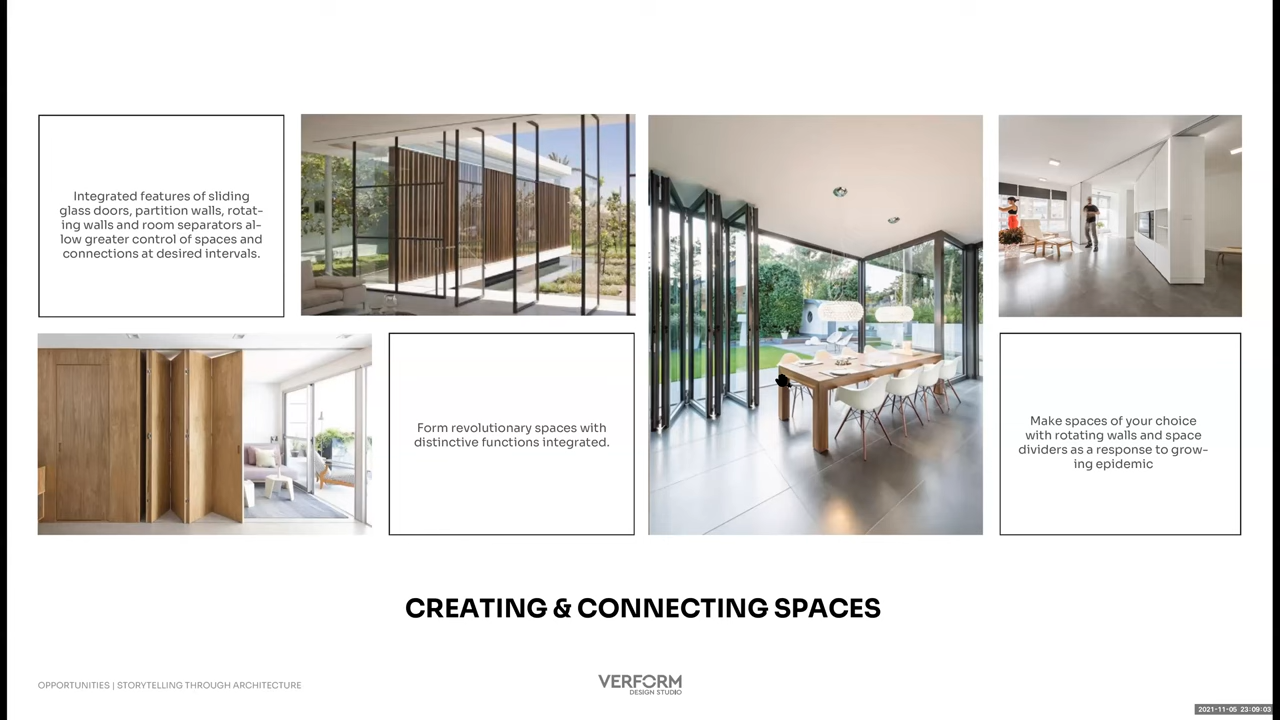 Integrated features of sliding
glass doors, partition walls, rotat-
ing walls and room separators al-
low greater control of spaces and
connections at desired intervals.
Form revolutionary spaces with
distinctive functions integrated.
Make spaces of your choice
with rotating walls and space
dividers as a response to grow-
ing epidemic
CREATING & CONNECTING SPACES
OPPORTUNITIES | STORYTELLING THROUGH ARCHITECTURE
VERFORM
DESIGN STUDIO
2021-11-05 23:09:03